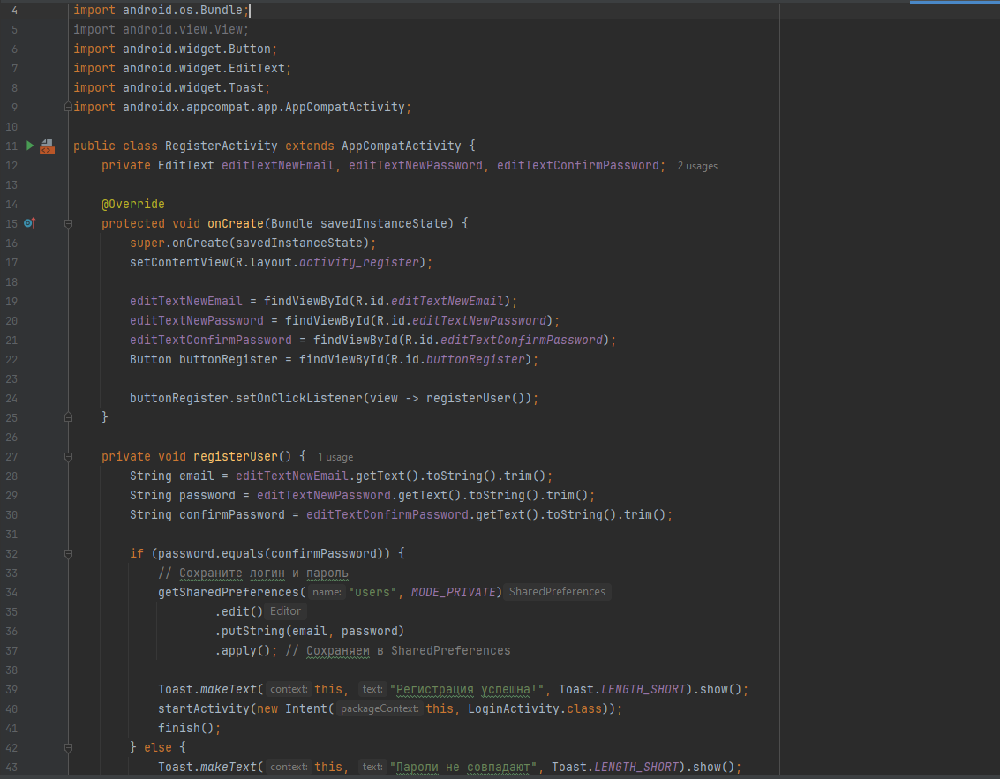 4 import android.os.Bundle;
5 import android.view.View;
6 import android.widget.Button;
7 import android.widget.EditText;
8 import android.widget.Toast;
9 import androidx.appcompat.app.AppCompatActivity;
10
11 public class RegisterActivity extends AppCompatActivity {
12 private EditText editTextNewEmail, editTextNewPassword, editTextConfirmPassword; 2 usages
13
14 @Override
15 protected void onCreate(Bundle savedInstanceState) {
16 super.onCreate(savedInstanceState);
17 setContentView(R.layout.activity_register);
18
19 editTextNewEmail = findViewById(R.id.editTextNewEmail);
20 editTextNewPassword = findViewById(R.id.editTextNewPassword);
21 editTextConfirmPassword = findViewById(R.id.editTextConfirmPassword);
22 Button buttonRegister = findViewById(R.id.buttonRegister);
23
24 buttonRegister.setOnClickListener(view -> registerUser());
25 }
26
27 private void registerUser() { 1 usage
28 String email = editTextNewEmail.getText().toString().trim();
29 String password = editTextNewPassword.getText().toString().trim();
30 String confirmPassword = editTextConfirmPassword.getText().toString().trim();
31
32 if (password.equals(confirmPassword)) {
33 // Сохраните логин и пароль
34 getSharedPreferences( name: "users", MODE_PRIVATE) SharedPreferences
35 .edit() Editor
36 .putString(email, password)
37 .apply(); // Сохраняем в SharedPreferences
38
39 Toast.makeText( context: this, text: "Регистрация успешна!", Toast.LENGTH_SHORT).show();
40 startActivity(new Intent( packageContext: this, LoginActivity.class));
41 finish();
42 } else {
43 Toast.makeText( context: this, text: "Пароли не совпадают", Toast.LENGTH_SHORT).show();